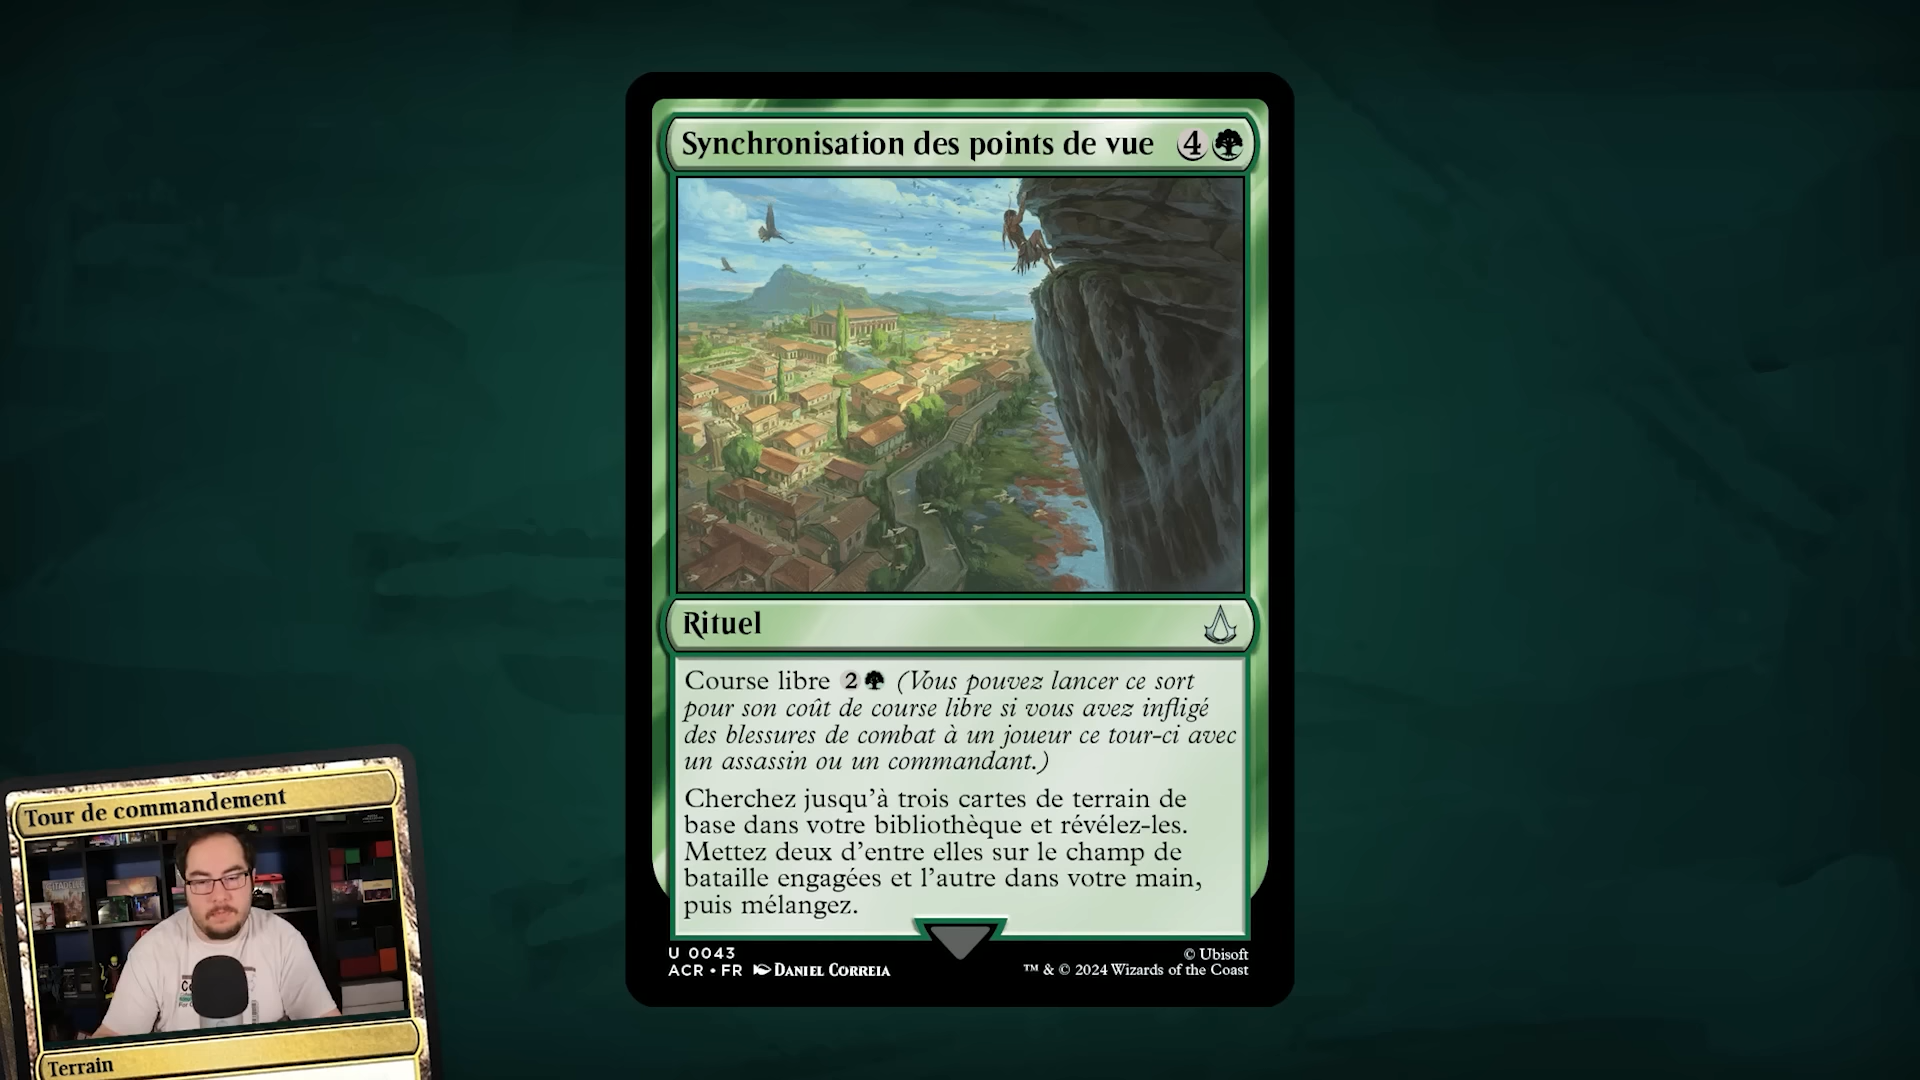 Synchronisation des points de vue 4
Rituel
Course libre 2 (Vous pouvez lancer ce sort
pour son coût de course libre si vous avez infligé
des blessures de combat à un joueur ce tour-ci avec
un assassin ou un commandant.)
Cherchez jusqu'à trois cartes de terrain de
base dans votre bibliothèque et révélez-les.
Mettez deux d'entre elles sur le champ de
bataille engagées et l'autre dans votre main,
puis mélangez.
U 0043
ACR • FR Daniel Correia
© Ubisoft
™ & © 2024 Wizards of the Coast
Tour de commandement
Terrain